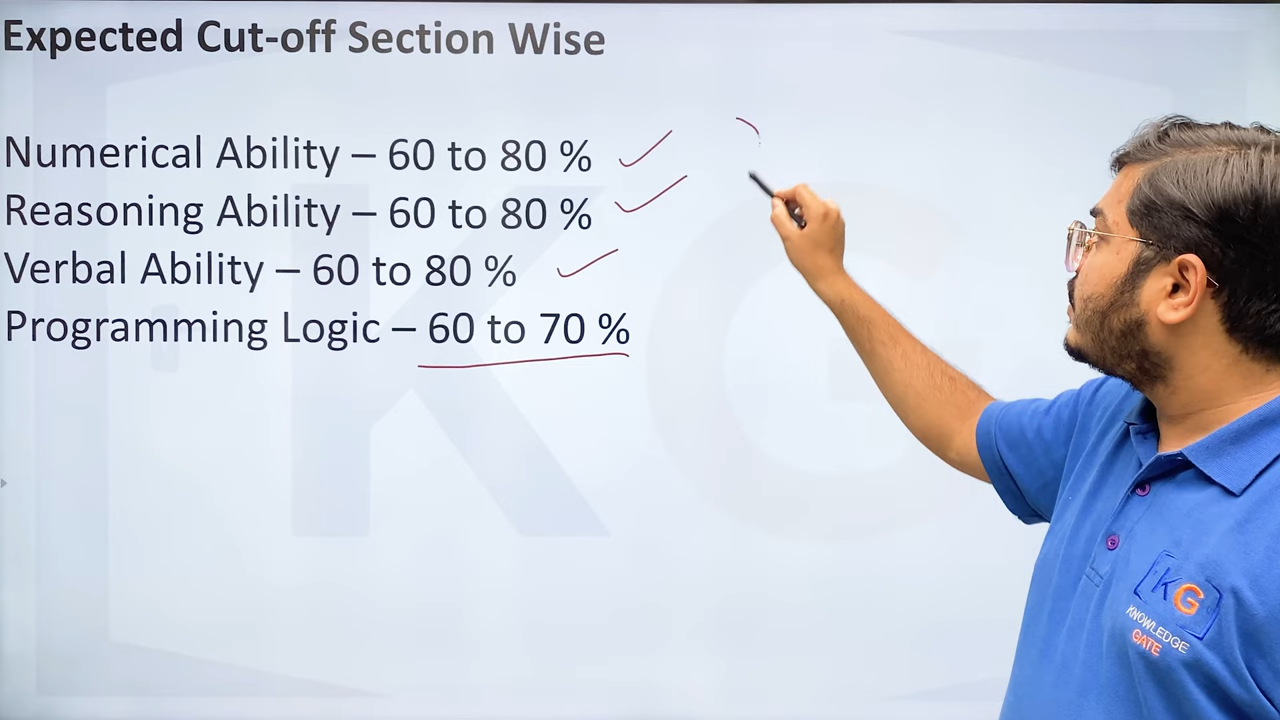 Expected Cut-off Section Wise
Numerical Ability – 60 to 80 %
Reasoning Ability – 60 to 80 %
Verbal Ability – 60 to 80 %
Programming Logic – 60 to 70 %
KG
KG
KNOWLEDGE
GATE